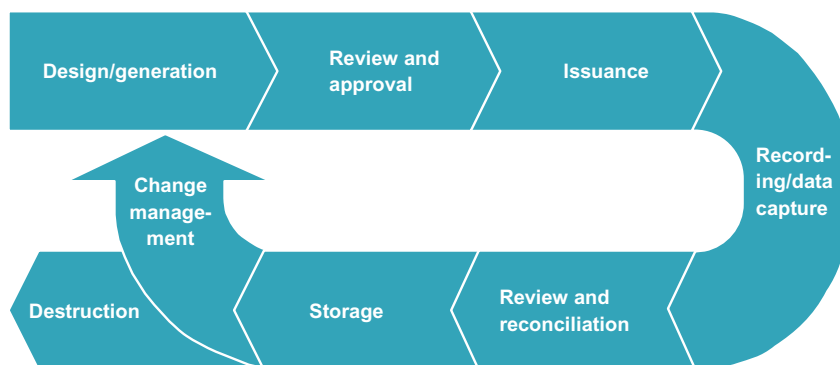 Design/generation
Review and
approval
Issuance
Record-
ing/data
capture
Change
manage-
ment
Destruction
Storage
Review and
reconciliation